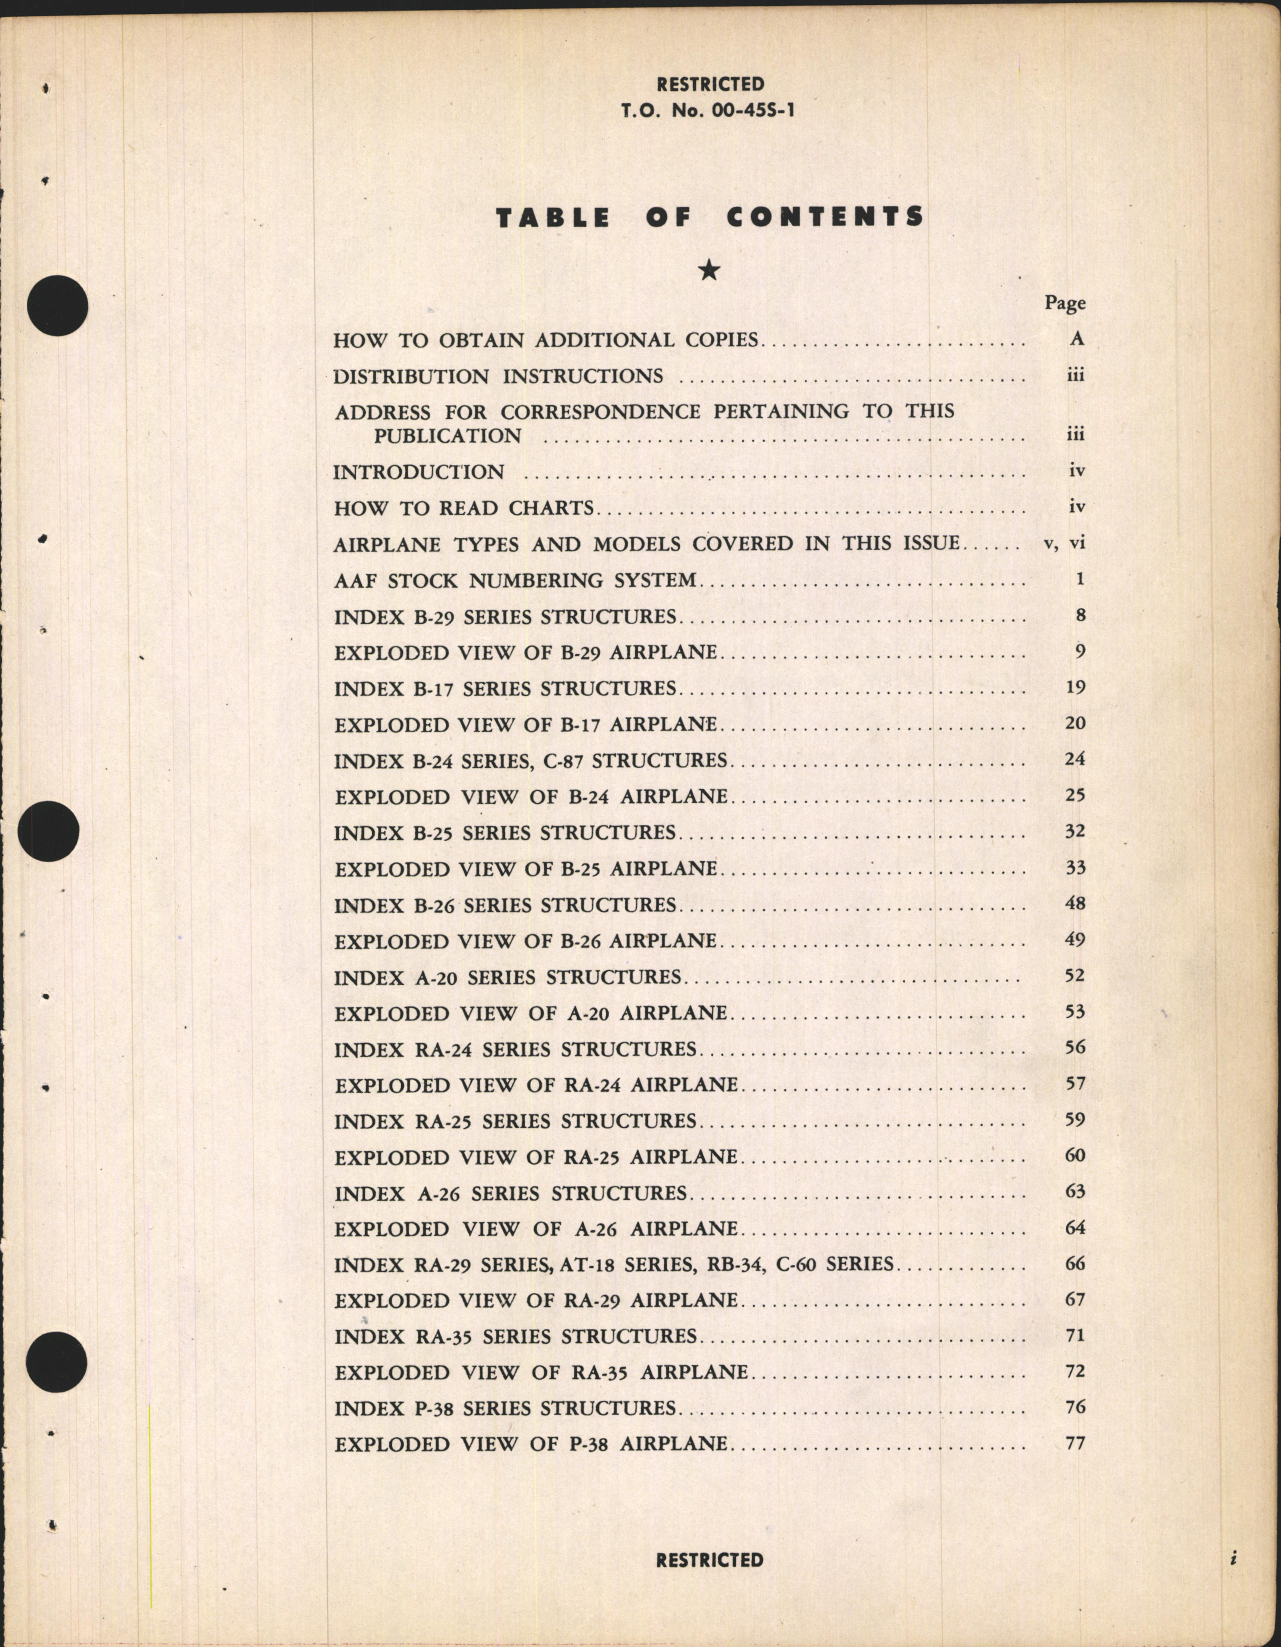 RESTRICTED
T.O. No. 00-45S-1
TABLE OF CONTENTS
★
Page
HOW TO OBTAIN ADDITIONAL COPIES.......................... A
DISTRIBUTION INSTRUCTIONS .................................. iii
ADDRESS FOR CORRESPONDENCE PERTAINING TO THIS
PUBLICATION ............................................... iii
INTRODUCTION ................................................. iv
HOW TO READ CHARTS.......................................... iv
AIRPLANE TYPES AND MODELS COVERED IN THIS ISSUE...... v, vi
AAF STOCK NUMBERING SYSTEM................................ 1
INDEX B-29 SERIES STRUCTURES.................................. 8
EXPLODED VIEW OF B-29 AIRPLANE.............................. 9
INDEX B-17 SERIES STRUCTURES.................................. 19
EXPLODED VIEW OF B-17 AIRPLANE.............................. 20
INDEX B-24 SERIES, C-87 STRUCTURES............................. 24
EXPLODED VIEW OF B-24 AIRPLANE............................. 25
INDEX B-25 SERIES STRUCTURES.................................. 32
EXPLODED VIEW OF B-25 AIRPLANE.............................. 33
INDEX B-26 SERIES STRUCTURES.................................. 48
EXPLODED VIEW OF B-26 AIRPLANE.............................. 49
INDEX A-20 SERIES STRUCTURES................................. 52
EXPLODED VIEW OF A-20 AIRPLANE............................. 53
INDEX RA-24 SERIES STRUCTURES................................ 56
EXPLODED VIEW OF RA-24 AIRPLANE............................ 57
INDEX RA-25 SERIES STRUCTURES................................ 59
EXPLODED VIEW OF RA-25 AIRPLANE............................ 60
INDEX A-26 SERIES STRUCTURES................................. 63
EXPLODED VIEW OF A-26 AIRPLANE............................ 64
INDEX RA-29 SERIES, AT-18 SERIES, RB-34, C-60 SERIES............. 66
EXPLODED VIEW OF RA-29 AIRPLANE............................ 67
INDEX RA-35 SERIES STRUCTURES................................ 71
EXPLODED VIEW OF RA-35 AIRPLANE........................... 72
INDEX P-38 SERIES STRUCTURES.................................. 76
EXPLODED VIEW OF P-38 AIRPLANE............................. 77
RESTRICTED
i